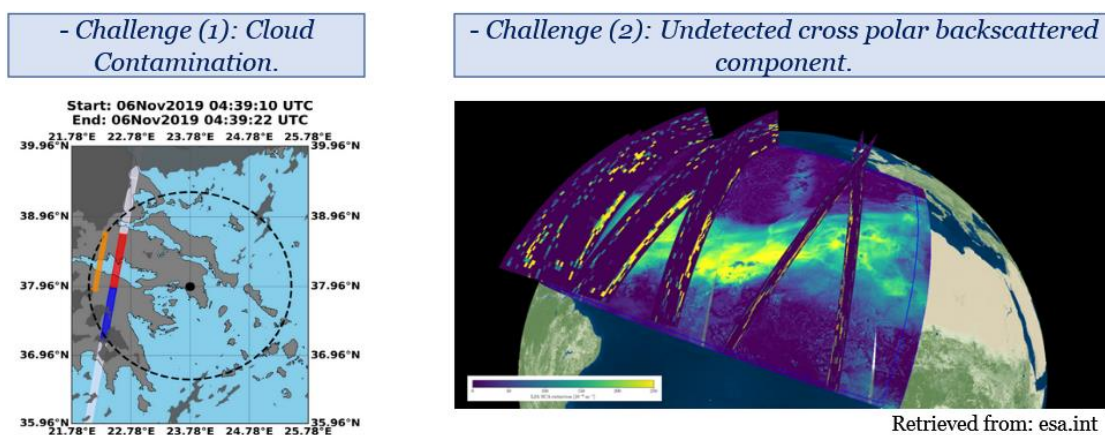 - Challenge (1): Cloud
Contamination.
- Challenge (2): Undetected cross polar backscattered
component.
Start: 06Nov2019 04:39:10 UTC
End: 06Nov2019 04:39:22 UTC
21.78°E 22.78°E 23.78°E 24.78°E 25.78°E
39.96°N 39.96°N
38.96°N 38.96°N
37.96°N 37.96°N
36.96°N 36.96°N
35.96°N 35.96°N
21.78°E 22.78°E 23.78°E 24.78°E 25.78°E
Retrieved from: esa.int